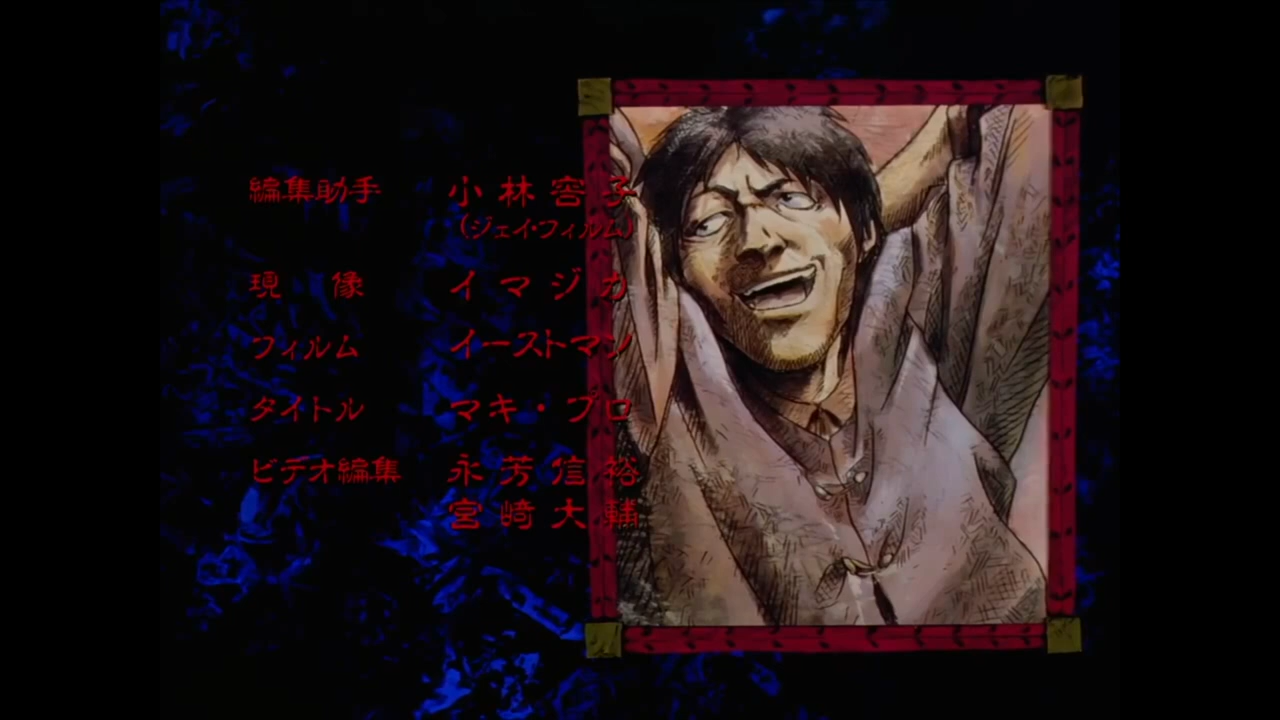 編集助手 小林容子
(ジェイ・フィルム)
現像 イマジカ
フィルム イーストマン
タイトル マキ・プロ
ビデオ編集 永芳信裕
宮崎大輔